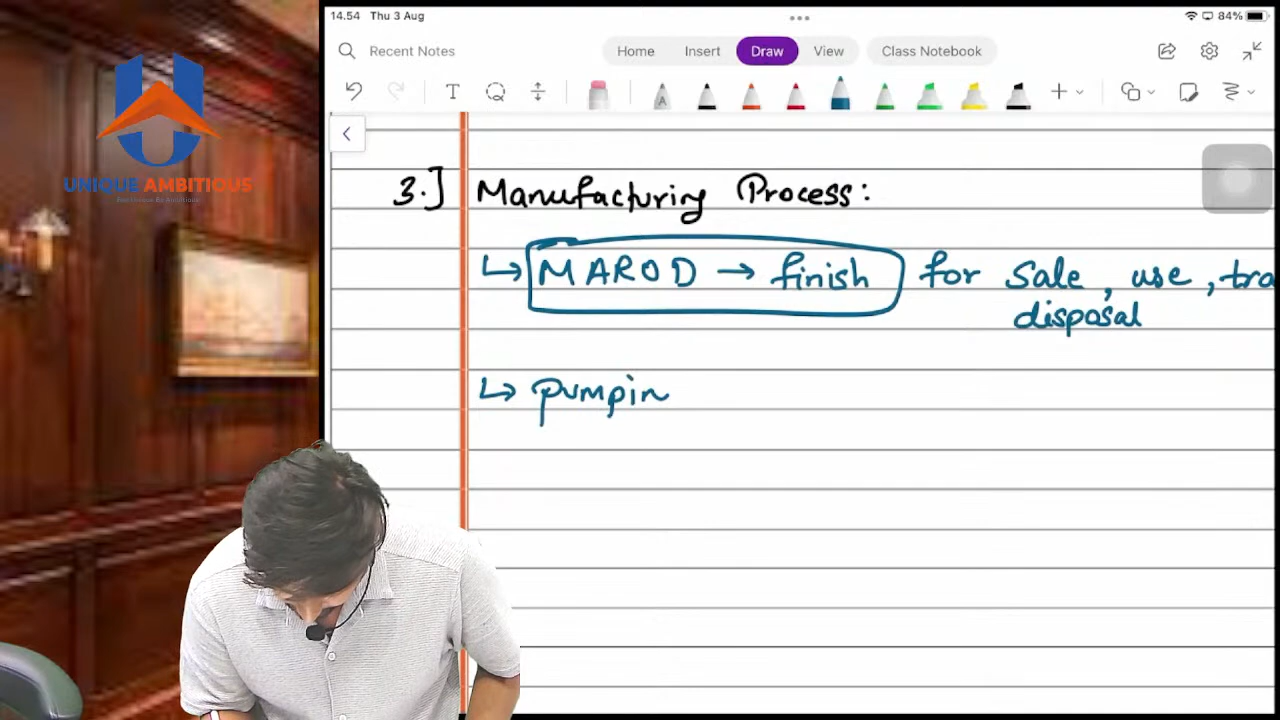 14.54 Thu 3 Aug
84%
Recent Notes
Home Insert Draw View Class Notebook
UNIQUE AMBITIOUS
3.] Manufacturing Process:
↳ MAROD → finish for sale, use, tra
disposal
↳ pumpin